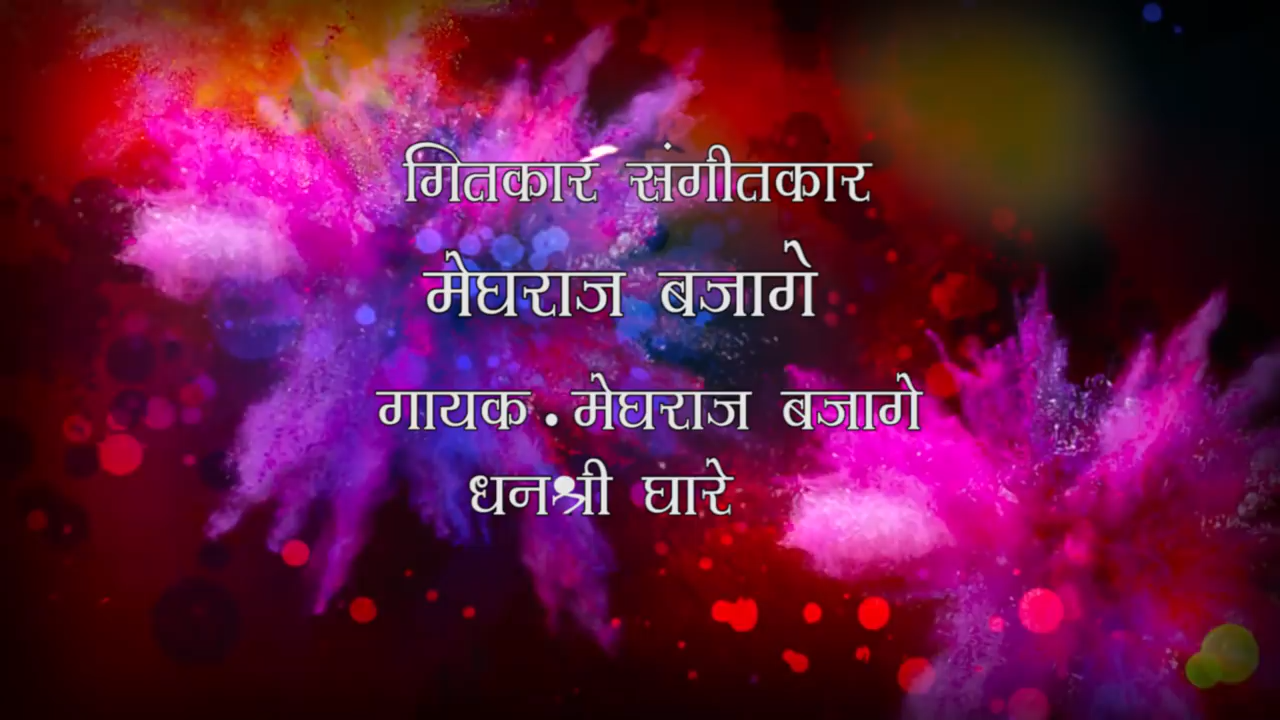 गितकार संगीतकार
मेघराज बजागे
गायक. मेघराज बजागे
धनश्री घारे